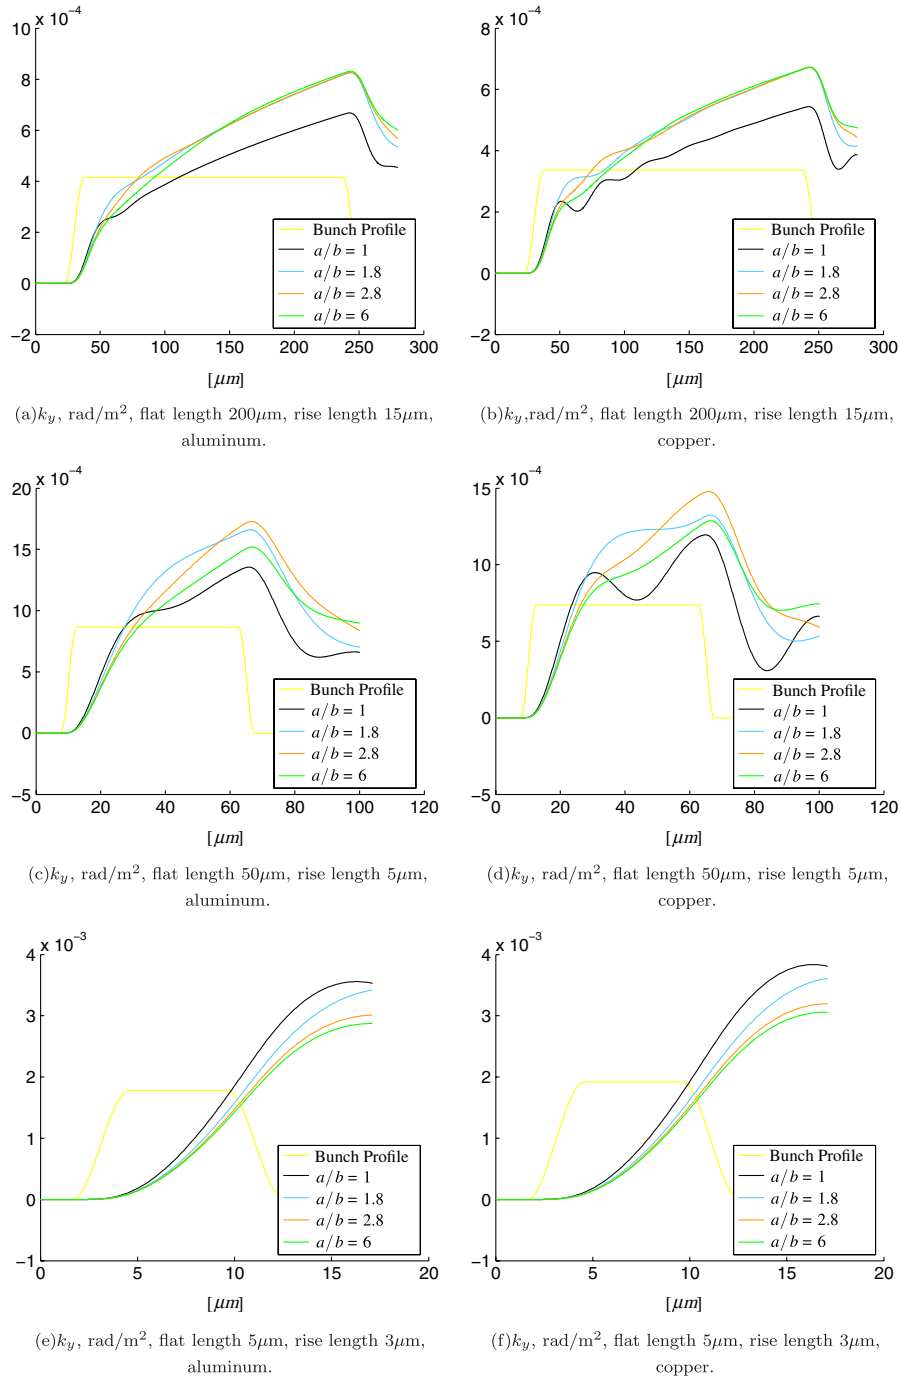 x 10⁻⁴
10
8
6
4
2
0
−2
0 50 100 150 200 250 300
[μm]
Bunch Profile
a/b = 1
a/b = 1.8
a/b = 2.8
a/b = 6
(a)k_y, rad/m², flat length 200μm, rise length 15μm,
aluminum.
x 10⁻⁴
8
6
4
2
0
−2
0 50 100 150 200 250 300
[μm]
Bunch Profile
a/b = 1
a/b = 1.8
a/b = 2.8
a/b = 6
(b)k_y,rad/m², flat length 200μm, rise length 15μm,
copper.
x 10⁻⁴
20
15
10
5
0
−5
0 20 40 60 80 100 120
[μm]
Bunch Profile
a/b = 1
a/b = 1.8
a/b = 2.8
a/b = 6
(c)k_y, rad/m², flat length 50μm, rise length 5μm,
aluminum.
x 10⁻⁴
15
10
5
0
−5
0 20 40 60 80 100 120
[μm]
Bunch Profile
a/b = 1
a/b = 1.8
a/b = 2.8
a/b = 6
(d)k_y, rad/m², flat length 50μm, rise length 5μm,
copper.
x 10⁻³
4
3
2
1
0
−1
0 5 10 15 20
[μm]
Bunch Profile
a/b = 1
a/b = 1.8
a/b = 2.8
a/b = 6
(e)k_y, rad/m², flat length 5μm, rise length 3μm,
aluminum.
x 10⁻³
4
3
2
1
0
−1
0 5 10 15 20
[μm]
Bunch Profile
a/b = 1
a/b = 1.8
a/b = 2.8
a/b = 6
(f)k_y, rad/m², flat length 5μm, rise length 3μm,
copper.